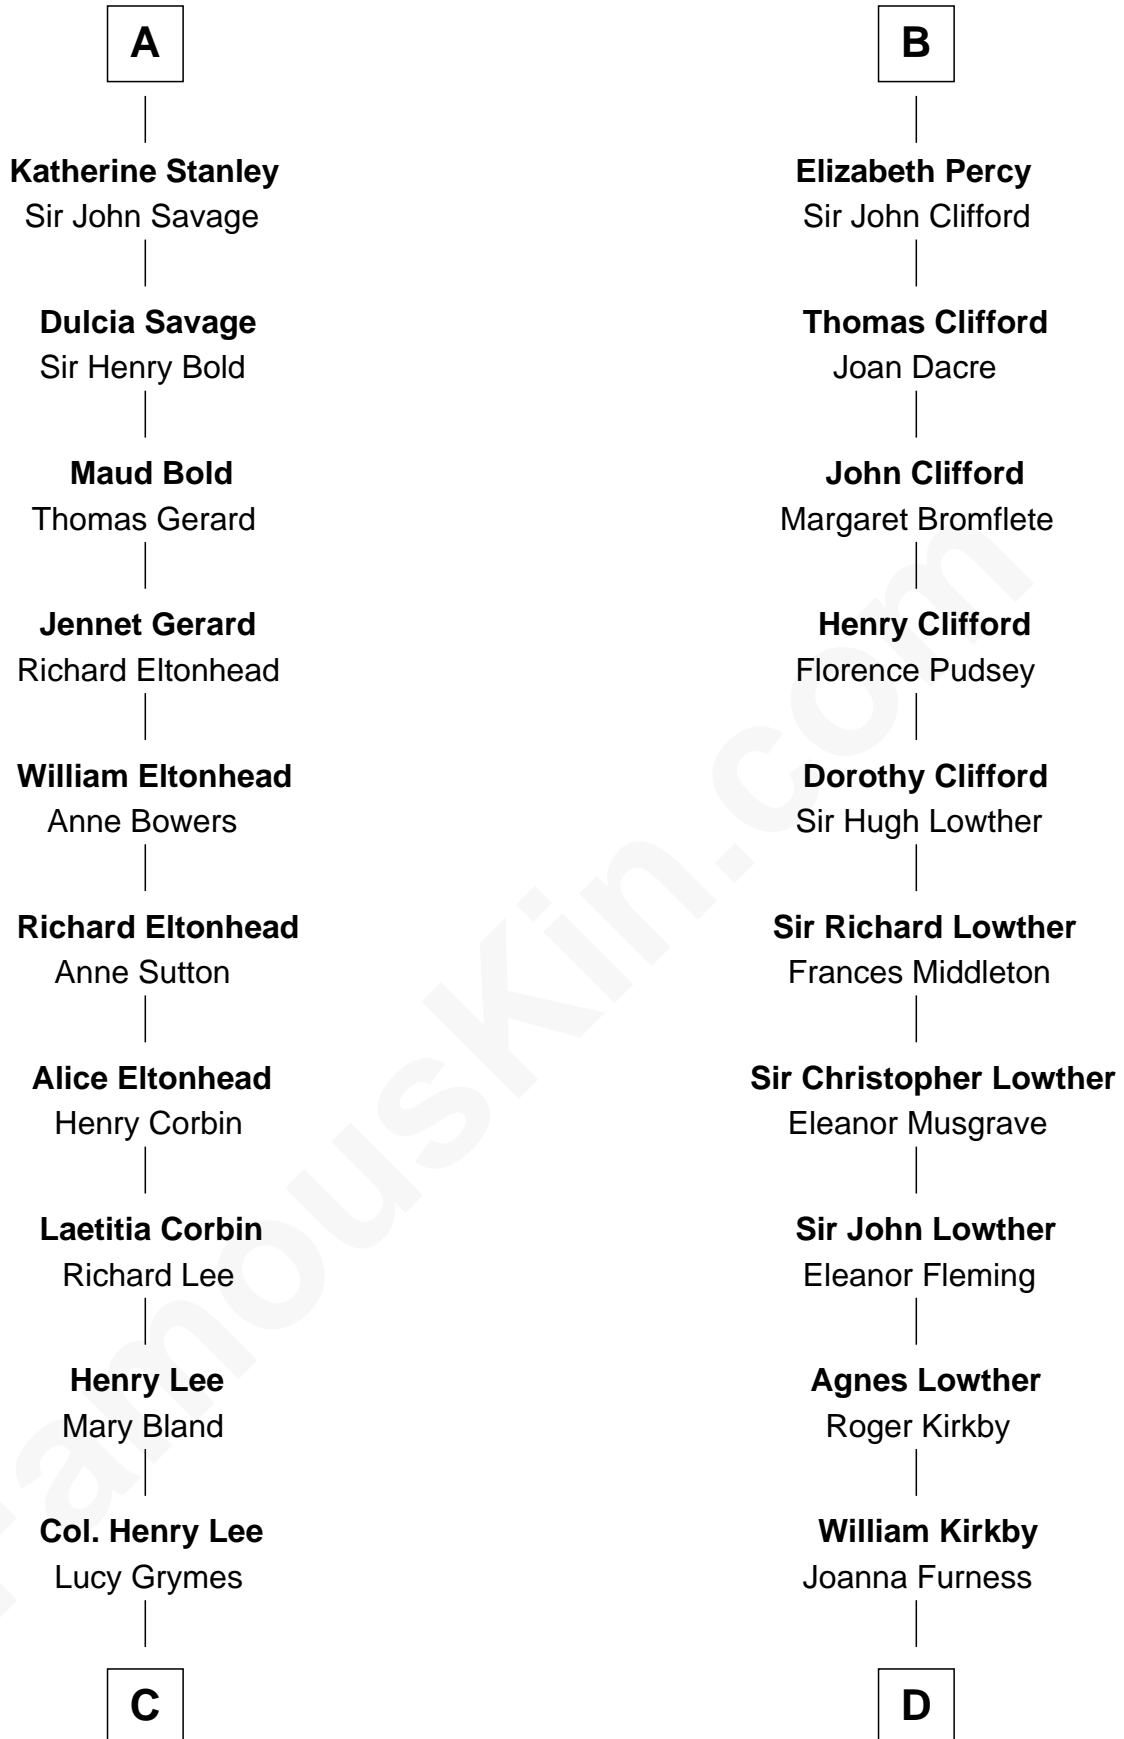 A
Katherine Stanley
Sir John Savage
Dulcia Savage
Sir Henry Bold
Maud Bold
Thomas Gerard
Jennet Gerard
Richard Eltonhead
William Eltonhead
Anne Bowers
Richard Eltonhead
Anne Sutton
Alice Eltonhead
Henry Corbin
Laetitia Corbin
Richard Lee
Henry Lee
Mary Bland
Col. Henry Lee
Lucy Grymes
C
B
Elizabeth Percy
Sir John Clifford
Thomas Clifford
Joan Dacre
John Clifford
Margaret Bromflete
Henry Clifford
Florence Pudsey
Dorothy Clifford
Sir Hugh Lowther
Sir Richard Lowther
Frances Middleton
Sir Christopher Lowther
Eleanor Musgrave
Sir John Lowther
Eleanor Fleming
Agnes Lowther
Roger Kirkby
William Kirkby
Joanna Furness
D
FamousKin.com